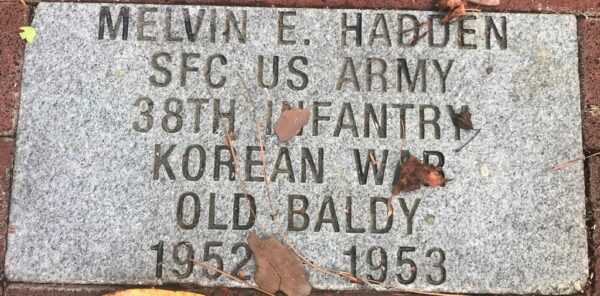 MELVIN E. HADDEN
SFC US ARMY
38TH INFANTRY
KOREAN WAR
OLD BALDY
1952 1953